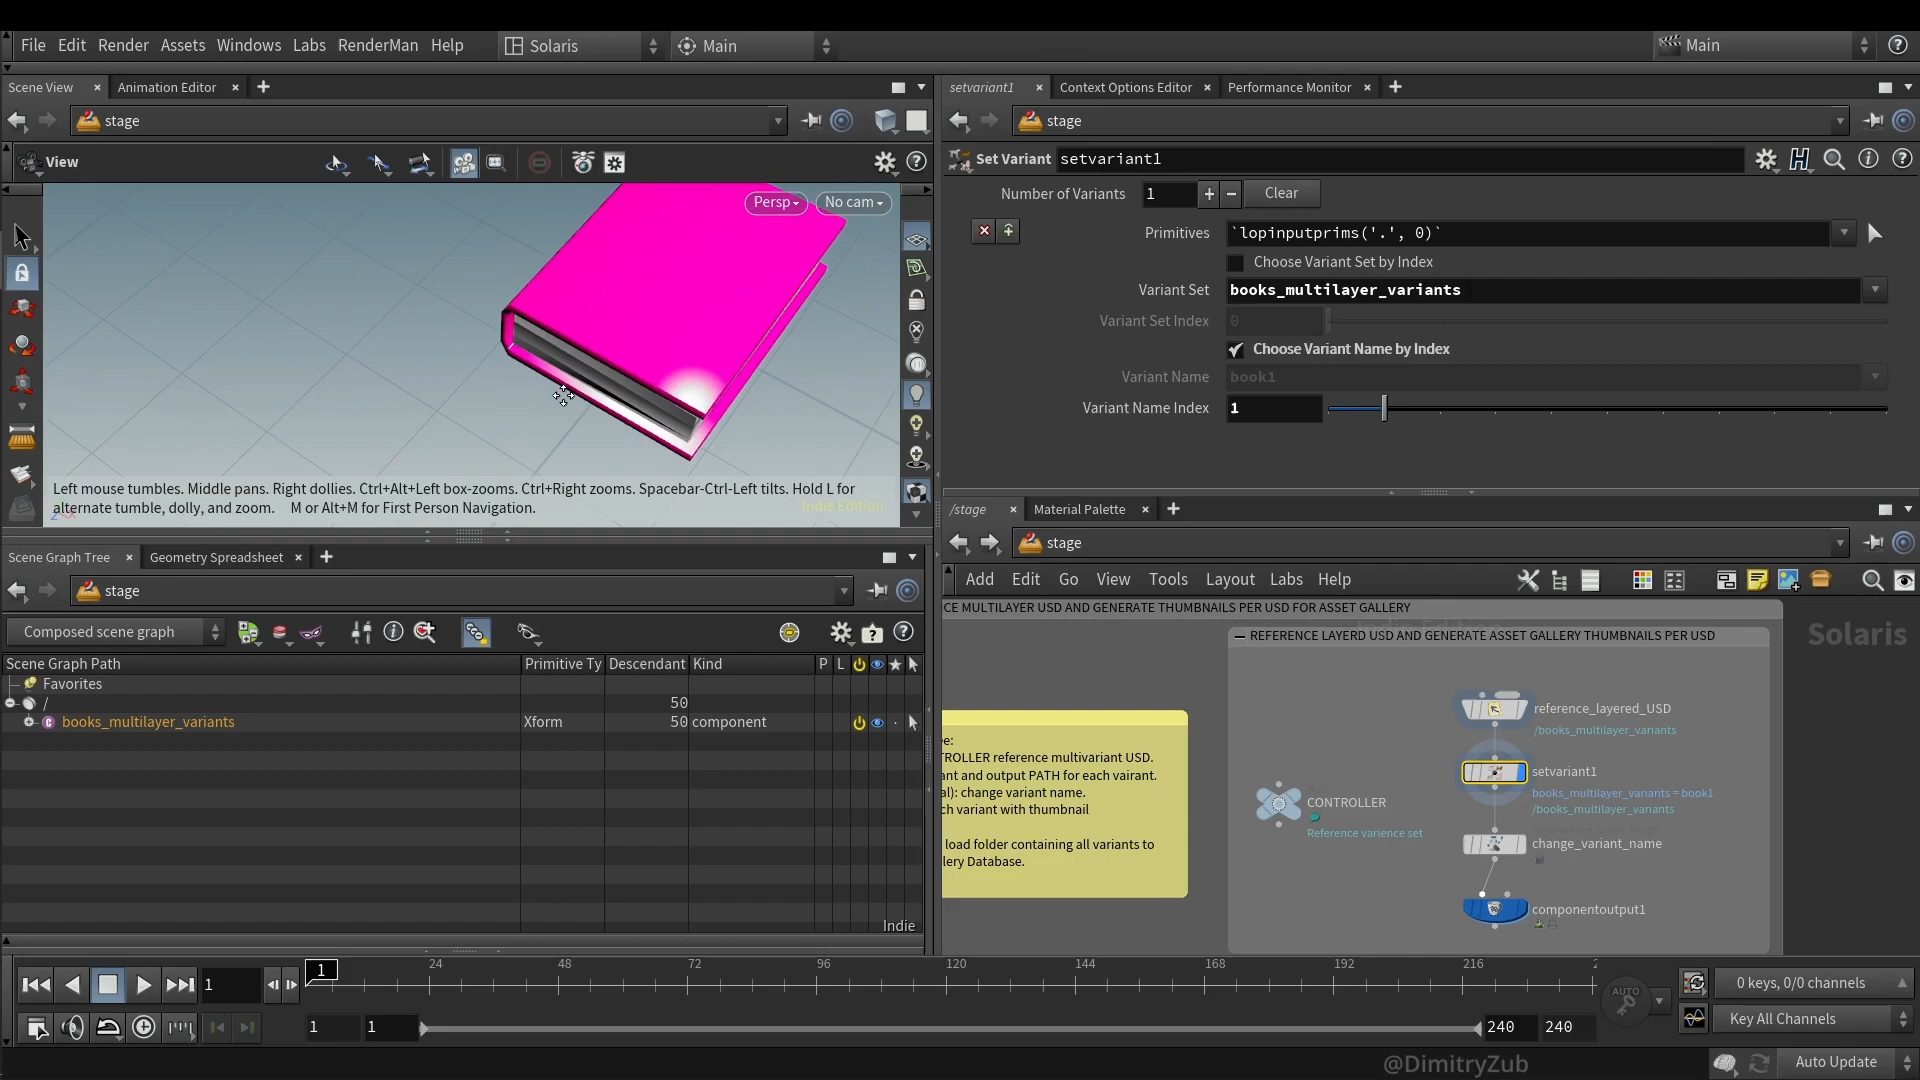 File Edit Render Assets Windows Labs RenderMan Help
Solaris
Main
Main
Scene View
Animation Editor
stage
View
Persp
No cam
Left mouse tumbles. Middle pans. Right dollies. Ctrl+Alt+Left box-zooms. Ctrl+Right zooms. Spacebar-Ctrl-Left tilts. Hold L for
alternate tumble, dolly, and zoom. M or Alt+M for First Person Navigation.
Indie Edition
setvariant1
Context Options Editor
Performance Monitor
stage
Set Variant setvariant1
Number of Variants 1 Clear
Primitives `lopinputprims('.', 0)`
Choose Variant Set by Index
Variant Set books_multilayer_variants
Variant Set Index 0
Choose Variant Name by Index
Variant Name book1
Variant Name Index 1
Scene Graph Tree
Geometry Spreadsheet
stage
Composed scene graph
Scene Graph Path Primitive Ty Descendant Kind P L
Favorites
/ 50
books_multilayer_variants Xform 50 component
Indie
/stage
Material Palette
stage
Add Edit Go View Tools Layout Labs Help
CE MULTILAYER USD AND GENERATE THUMBNAILS PER USD FOR ASSET GALLERY
REFERENCE LAYERD USD AND GENERATE ASSET GALLERY THUMBNAILS PER USD
Solaris
ee:
TROLLER reference multivariant USD.
ant and output PATH for each vairant.
al): change variant name.
ch variant with thumbnail
load folder containing all variants to
lery Database.
CONTROLLER
Reference varience set
reference_layered_USD
/books_multilayer_variants
setvariant1
books_multilayer_variants = book1
/books_multilayer_variants
change_variant_name
componentoutput1
1
1 24 48 72 96 120 144 168 192 216 2
1 1 240 240
AUTO
0 keys, 0/0 channels
Key All Channels
@DimitryZub
Auto Update